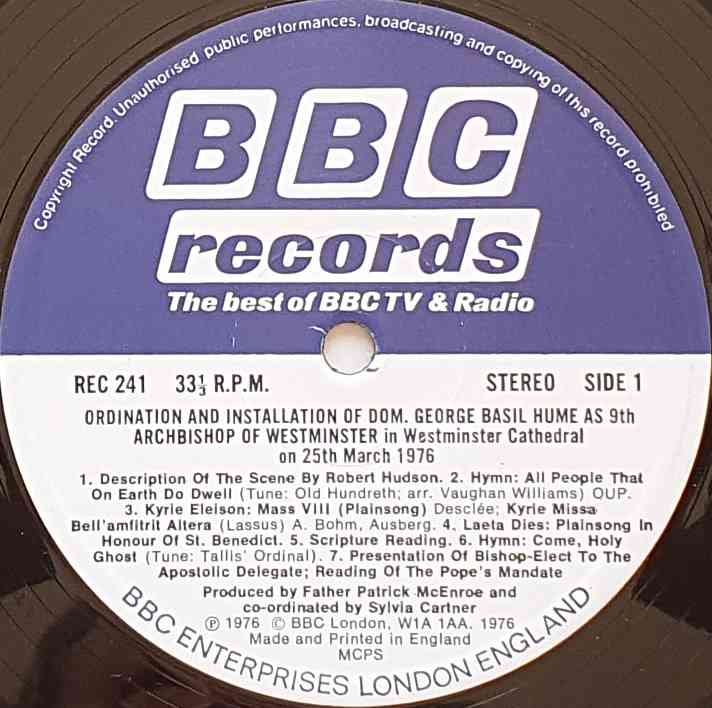 Copyright Record. Unauthorised public performances, broadcasting and copying of this record prohibited
BBC
records
The best of BBC TV & Radio
REC 241 33⅓ R.P.M. STEREO SIDE 1
ORDINATION AND INSTALLATION OF DOM. GEORGE BASIL HUME AS 9th
ARCHBISHOP OF WESTMINSTER in Westminster Cathedral
on 25th March 1976
1. Description Of The Scene By Robert Hudson. 2. Hymn: All People That
On Earth Do Dwell (Tune: Old Hundreth; arr. Vaughan Williams) OUP.
3. Kyrie Eleison: Mass VIII (Plainsong) Desclée; Kyrie Missa
Bell'amfitrit Altera (Lassus) A. Bohm, Ausberg. 4. Laeta Dies: Plainsong In
Honour Of St. Benedict. 5. Scripture Reading. 6. Hymn: Come, Holy
Ghost (Tune: Tallis' Ordinal). 7. Presentation Of Bishop-Elect To The
Apostolic Delegate; Reading Of The Pope's Mandate
Produced by Father Patrick McEnroe and
co-ordinated by Sylvia Cartner
℗ 1976 © BBC London, W1A 1AA. 1976
Made and Printed in England
MCPS
BBC ENTERPRISES LONDON ENGLAND